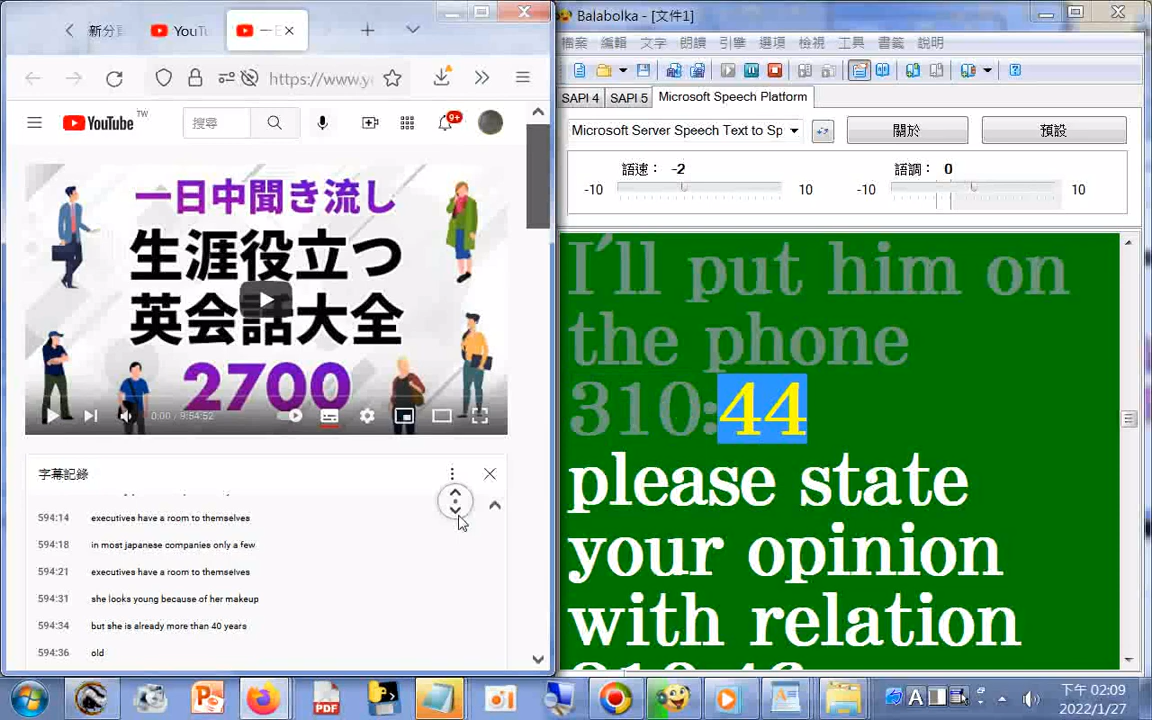 新分
YouTu
一E
https://www.y
YouTube TW
搜尋
9+
一日中聞き流し
生涯役立つ
英会話大全
2700
0:00 / 9:54:52
字幕記錄
594:14 executives have a room to themselves
594:18 in most japanese companies only a few
594:21 executives have a room to themselves
594:31 she looks young because of her makeup
594:34 but she is already more than 40 years
594:36 old
Balabolka - [文件1]
檔案 編輯 文字 朗讀 引擎 選項 檢視 工具 書籤 說明
SAPI 4 SAPI 5 Microsoft Speech Platform
Microsoft Server Speech Text to Sp
關於
預設
語速： -2
-10 10
語調： 0
-10 10
I'll put him on
the phone
310:44
please state
your opinion
with relation
PDF
A
下午 02:09
2022/1/27